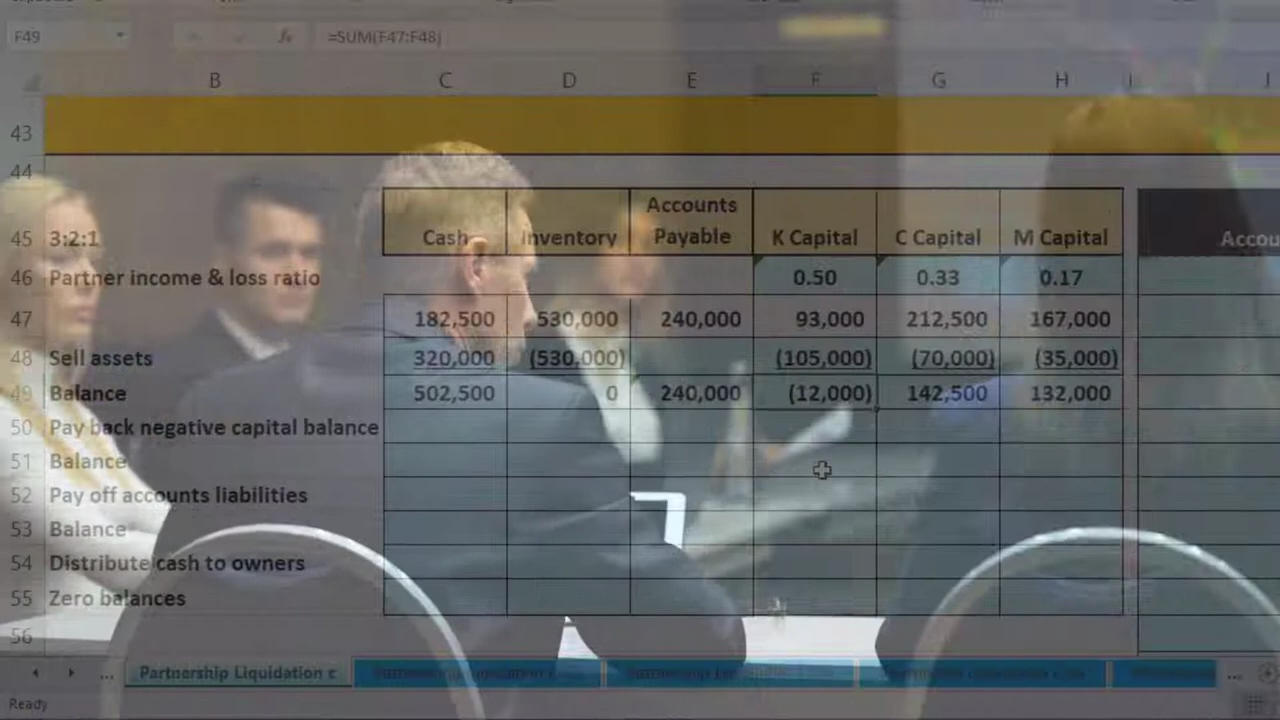 F49 fx =SUM(F47:F48)
B C D E F G H I J
43
44
45 3:2:1 Cash Inventory Accounts Payable K Capital C Capital M Capital Accou
46 Partner income & loss ratio 0.50 0.33 0.17
47 182,500 530,000 240,000 93,000 212,500 167,000
48 Sell assets 320,000 (530,000) (105,000) (70,000) (35,000)
49 Balance 502,500 0 240,000 (12,000) 142,500 132,000
50 Pay back negative capital balance
51 Balance
52 Pay off accounts liabilities
53 Balance
54 Distribute cash to owners
55 Zero balances
56
... Partnership Liquidation c ...
Ready